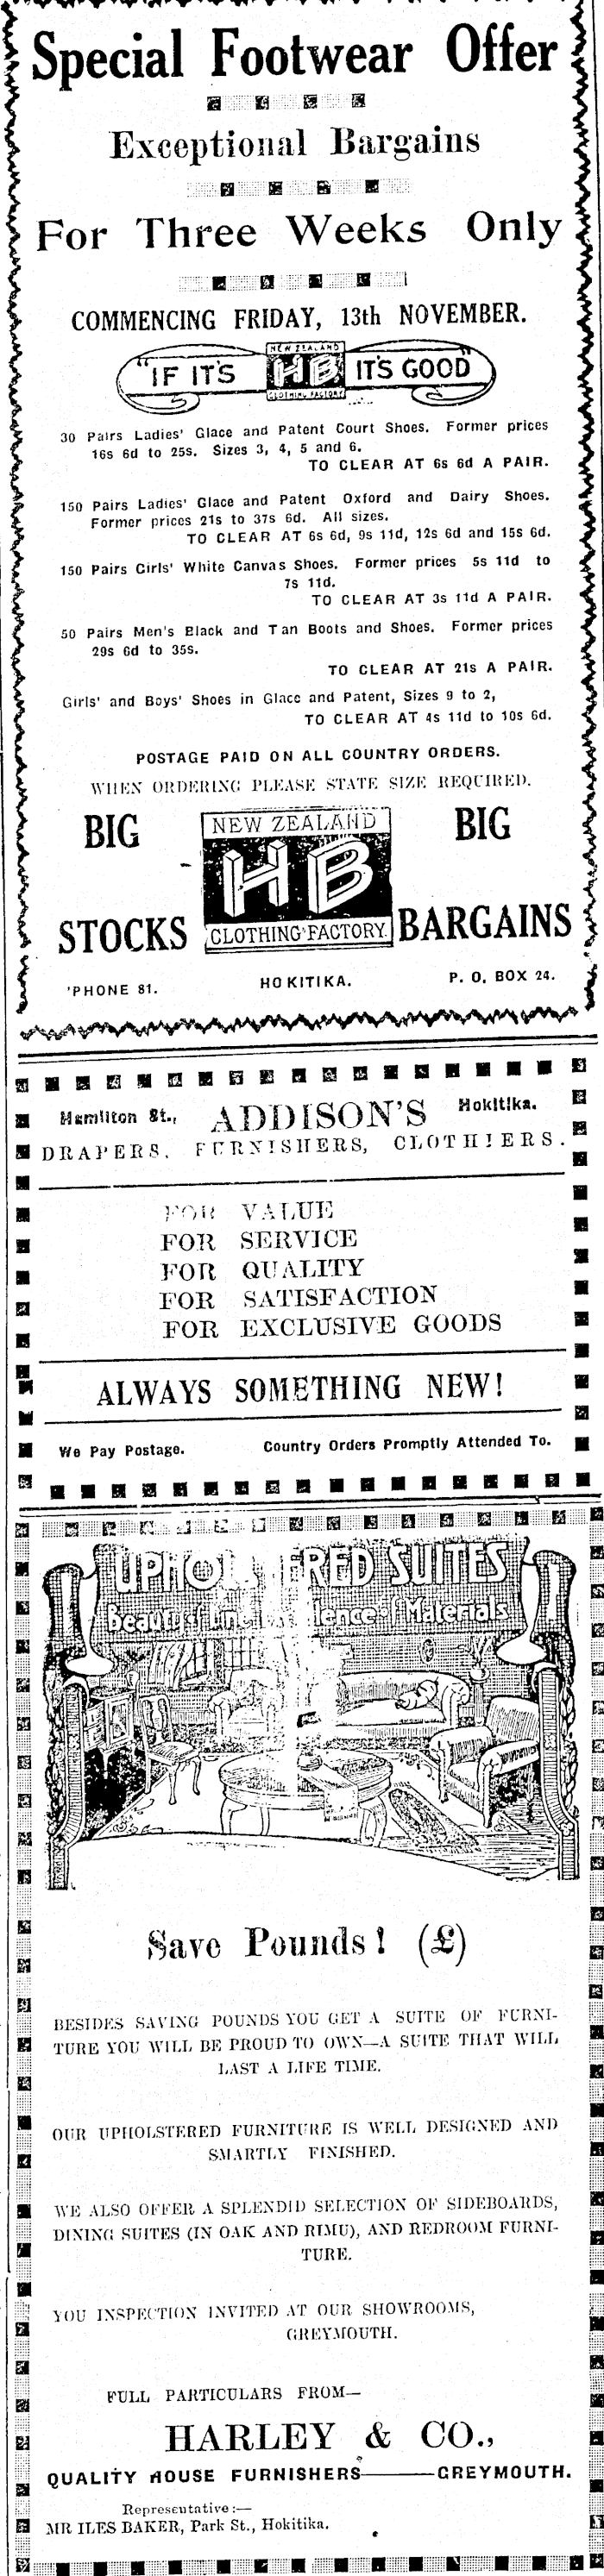 Special Footwear Offer
Exceptional Bargains
For Three Weeks Only
COMMENCING FRIDAY, 13th NOVEMBER.
NEW ZEALAND
"IF IT'S HB IT'S GOOD"
CLOTHING FACTORY
30 Pairs Ladies' Glace and Patent Court Shoes. Former prices
16s 6d to 25s. Sizes 3, 4, 5 and 6.
TO CLEAR AT 6s 6d A PAIR.
150 Pairs Ladies' Glace and Patent Oxford and Dairy Shoes.
Former prices 21s to 37s 6d. All sizes.
TO CLEAR AT 6s 6d, 9s 11d, 12s 6d and 15s 6d.
150 Pairs Girls' White Canvas Shoes. Former prices 5s 11d to
7s 11d.
TO CLEAR AT 3s 11d A PAIR.
50 Pairs Men's Black and Tan Boots and Shoes. Former prices
29s 6d to 35s.
TO CLEAR AT 21s A PAIR.
Girls' and Boys' Shoes in Glace and Patent, Sizes 9 to 2,
TO CLEAR AT 4s 11d to 10s 6d.
POSTAGE PAID ON ALL COUNTRY ORDERS.
WHEN ORDERING PLEASE STATE SIZE REQUIRED.
BIG NEW ZEALAND BIG
HB
STOCKS CLOTHING FACTORY. BARGAINS
'PHONE 81. HOKITIKA. P. O. BOX 24.
Hamilton St., ADDISON'S Hokitika.
DRAPERS, FURNISHERS, CLOTHIERS.
FOR VALUE
FOR SERVICE
FOR QUALITY
FOR SATISFACTION
FOR EXCLUSIVE GOODS
ALWAYS SOMETHING NEW!
We Pay Postage. Country Orders Promptly Attended To.
SUITES
Beauty of Line of Materials
Save Pounds! (£)
BESIDES SAVING POUNDS YOU GET A SUITE OF FURNI-
TURE YOU WILL BE PROUD TO OWN—A SUITE THAT WILL
LAST A LIFE TIME.
OUR UPHOLSTERED FURNITURE IS WELL DESIGNED AND
SMARTLY FINISHED.
WE ALSO OFFER A SPLENDID SELECTION OF SIDEBOARDS,
DINING SUITES (IN OAK AND RIMU), AND BEDROOM FURNI-
TURE.
YOU INSPECTION INVITED AT OUR SHOWROOMS,
GREYMOUTH.
FULL PARTICULARS FROM—
HARLEY & CO.,
QUALITY HOUSE FURNISHERS——GREYMOUTH.
Representative:—
MR ILES BAKER, Park St., Hokitika.